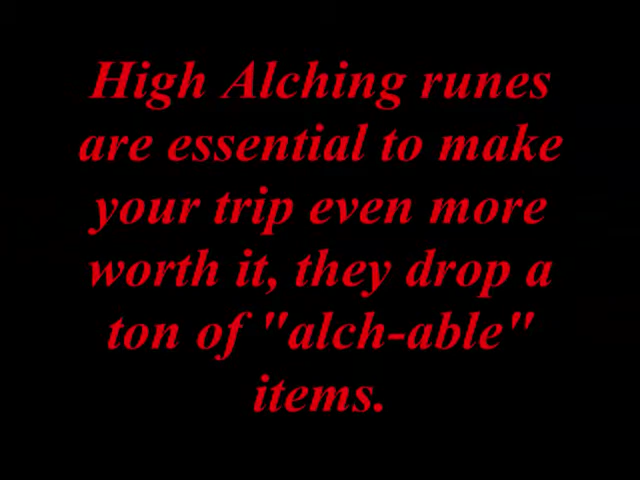 High Alching runes
are essential to make
your trip even more
worth it, they drop a
ton of "alch-able"
items.